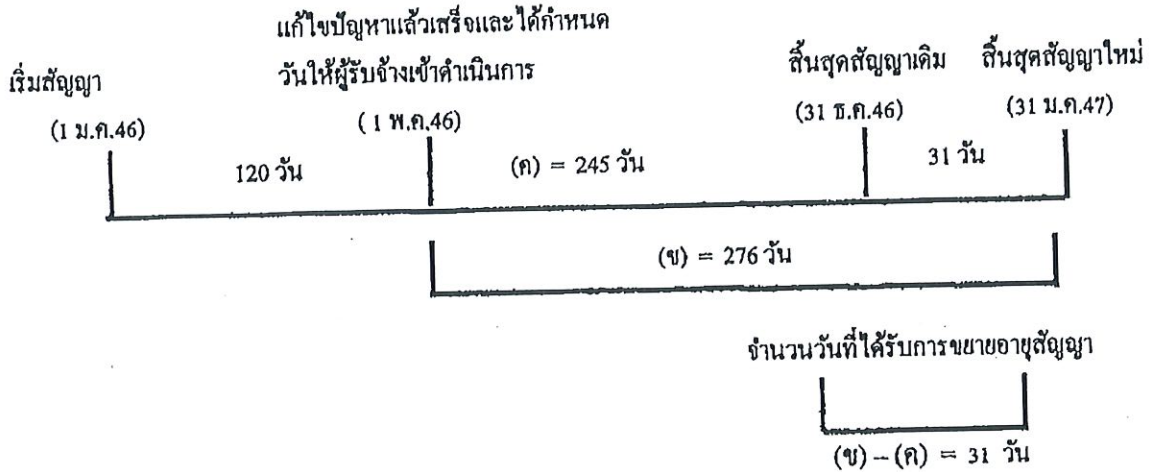 แก้ไขปัญหาแล้วเสร็จและได้กำหนด
วันให้ผู้รับจ้างเข้าดำเนินการ
เริ่มสัญญา
สิ้นสุดสัญญาเดิม
สิ้นสุดสัญญาใหม่
(1 ม.ค.46)
( 1 พ.ค.46)
(31 ธ.ค.46)
(31 ม.ค.47)
120 วัน
(ค) = 245 วัน
31 วัน
(ข) = 276 วัน
จำนวนวันที่ได้รับการขยายอายุสัญญา
(ข) – (ค) = 31 วัน